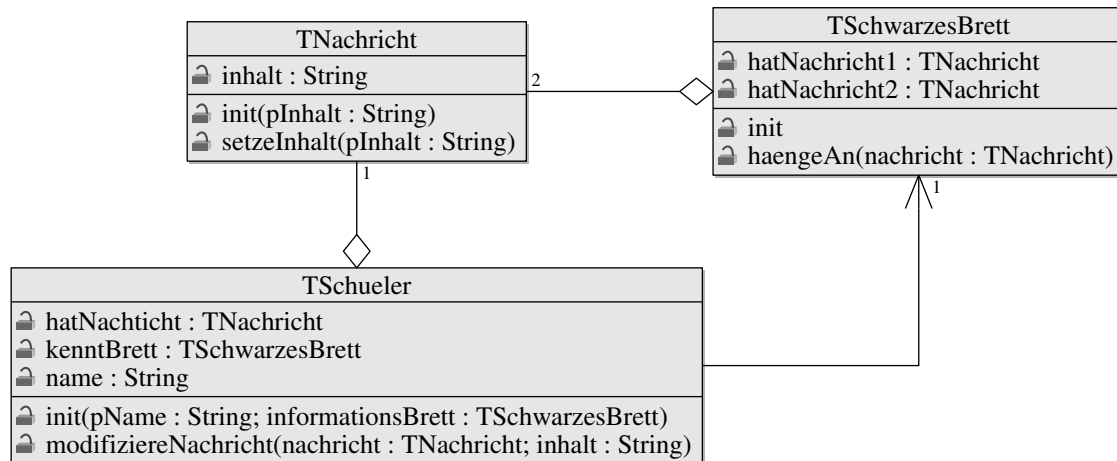 TNachricht
inhalt : String
init(pInhalt : String)
setzeInhalt(pInhalt : String)
2
TSchwarzesBrett
hatNachricht1 : TNachricht
hatNachricht2 : TNachricht
init
haengeAn(nachricht : TNachricht)
1
1
TSchueler
hatNachticht : TNachricht
kenntBrett : TSchwarzesBrett
name : String
init(pName : String; informationsBrett : TSchwarzesBrett)
modifiziereNachricht(nachricht : TNachricht; inhalt : String)